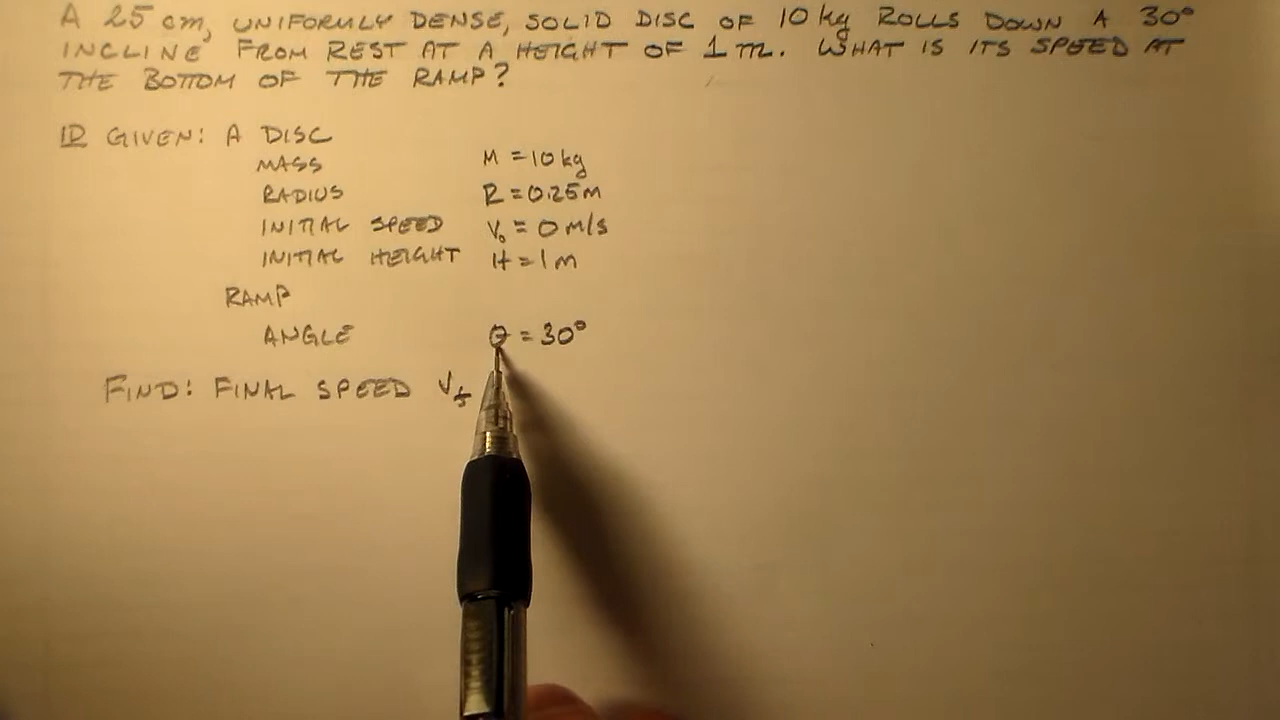 A 25 cm, UNIFORMLY DENSE, SOLID DISC OF 10 kg ROLLS DOWN A 30°
INCLINE FROM REST AT A HEIGHT OF 1 m. WHAT IS ITS SPEED AT
THE BOTTOM OF THE RAMP?
ID GIVEN: A DISC
MASS M = 10 kg
RADIUS R = 0.25 M
INITIAL SPEED V₀ = 0 M/S
INITIAL HEIGHT H = 1 M
RAMP
ANGLE θ = 30°
FIND: FINAL SPEED V_f